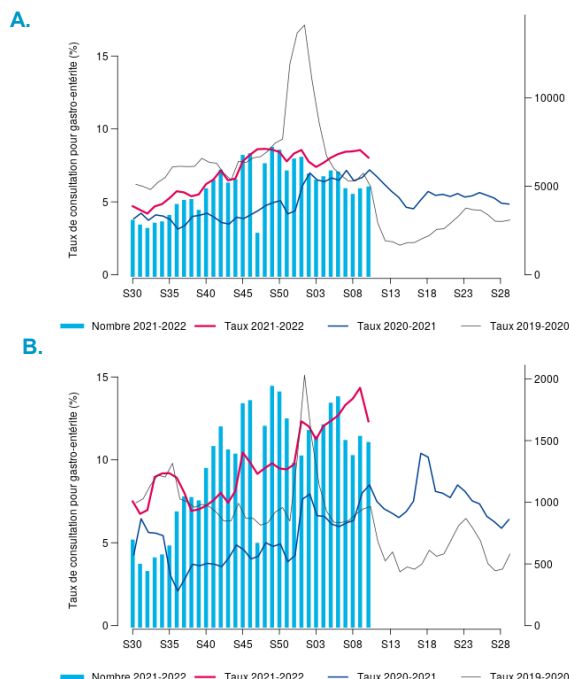 A.
Taux de consultation pour gastro-entérite (%)
15
10
5
0
10000
5000
0
S30 S35 S40 S45 S50 S03 S08 S13 S18 S23 S28
Nombre 2021-2022 Taux 2021-2022 Taux 2020-2021 Taux 2019-2020
B.
Taux de consultation pour gastro-entérite (%)
15
10
5
0
2000
1500
1000
500
0
S30 S35 S40 S45 S50 S03 S08 S13 S18 S23 S28
Nombre 2021-2022 Taux 2021-2022 Taux 2020-2021 Taux 2019-2020